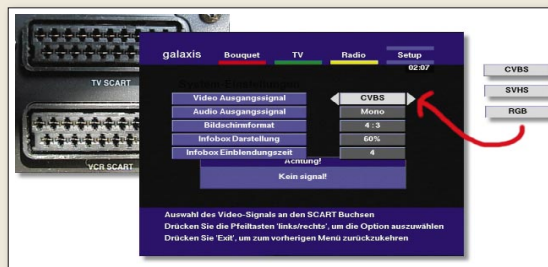 TV SCART
VCR SCART
galaxis Bouquet TV Radio Setup
02:07
Video Ausgangssignal CVBS
Audio Ausgangssignal Mono
Bildschirmformat 4 : 3
Infobox Darstellung 60%
Infobox Einblendungszeit 4
Achtung!
Kein signal!
Auswahl des Video-Signals an den SCART Buchsen
Drücken Sie die Pfeiltasten 'links/rechts', um die Option auszuwählen
Drücken Sie 'Exit', um zum vorherigen Menü zurückzukehren
CVBS
SVHS
RGB